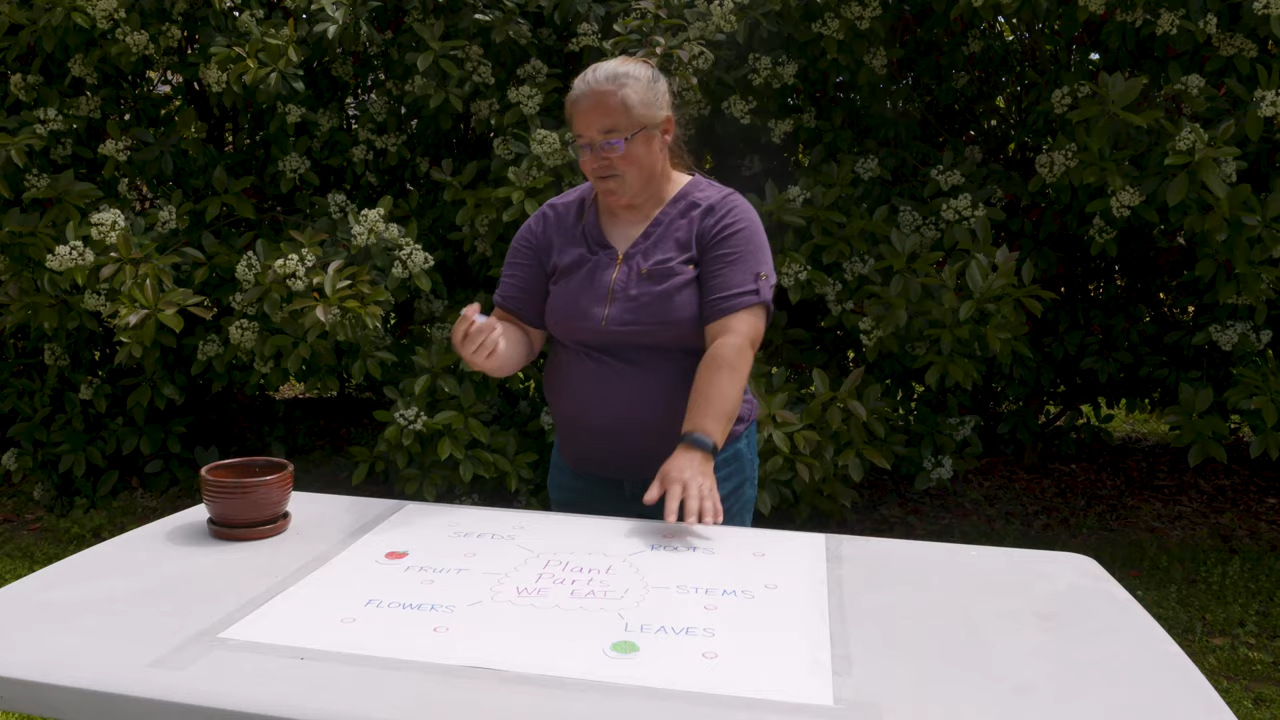 SEEDS
ROOTS
FRUIT
Plant
Parts
WE EAT!
STEMS
FLOWERS
LEAVES